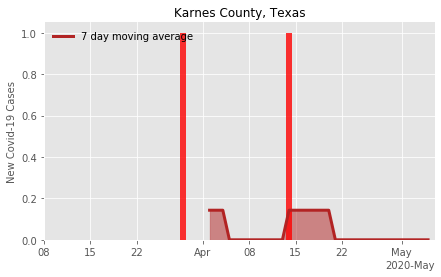 Karnes County, Texas
7 day moving average
New Covid-19 Cases
1.0
0.8
0.6
0.4
0.2
0.0
08 15 22 Apr 08 15 22 May
2020-May